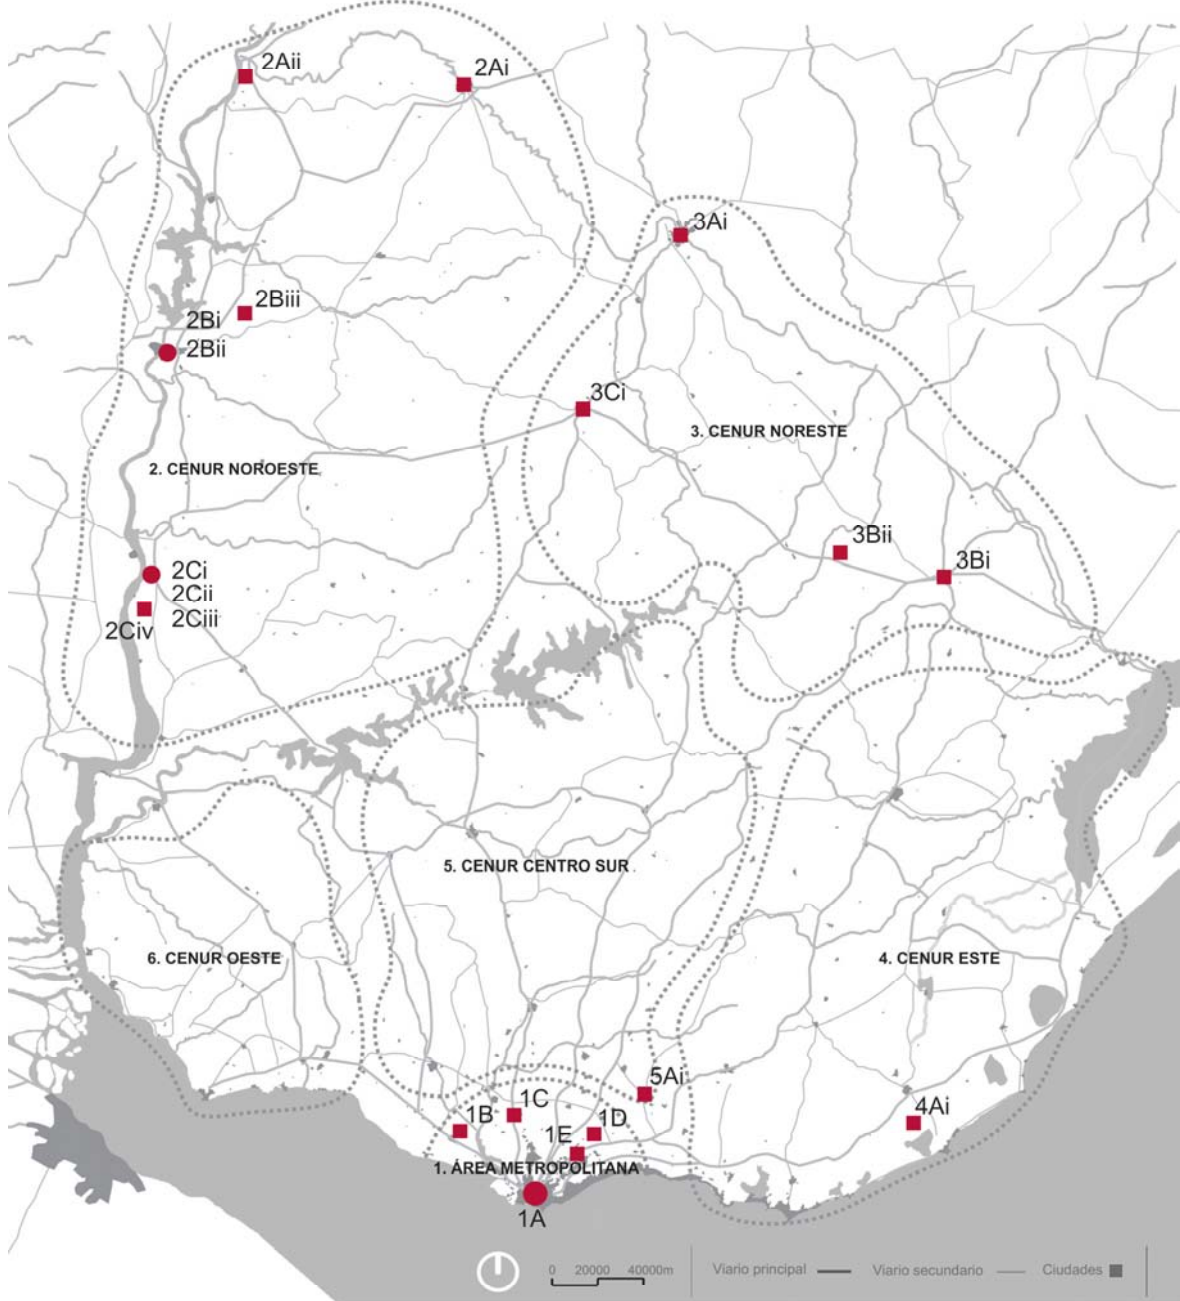 2Aii
2Ai
3Ai
2Biii
2Bi
2Bii
3Ci
3. CENUR NORESTE
2. CENUR NOROESTE
3Bii
3Bi
2Ci
2Cii
2Ciii
2Civ
5. CENUR CENTRO SUR
6. CENUR OESTE
4. CENUR ESTE
5Ai
1C
1B
1D
4Ai
1E
1. ÁREA METROPOLITANA
1A
0 20000 40000m
Viario principal
Viario secundario
Ciudades